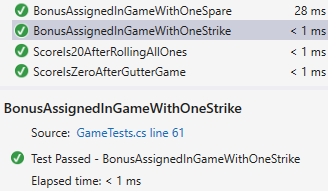 BonusAssignedInGameWithOneSpare 28 ms
BonusAssignedInGameWithOneStrike < 1 ms
ScoreIs20AfterRollingAllOnes < 1 ms
ScoreIsZeroAfterGutterGame < 1 ms
BonusAssignedInGameWithOneStrike
Source: GameTests.cs line 61
Test Passed - BonusAssignedInGameWithOneStrike
Elapsed time: < 1 ms